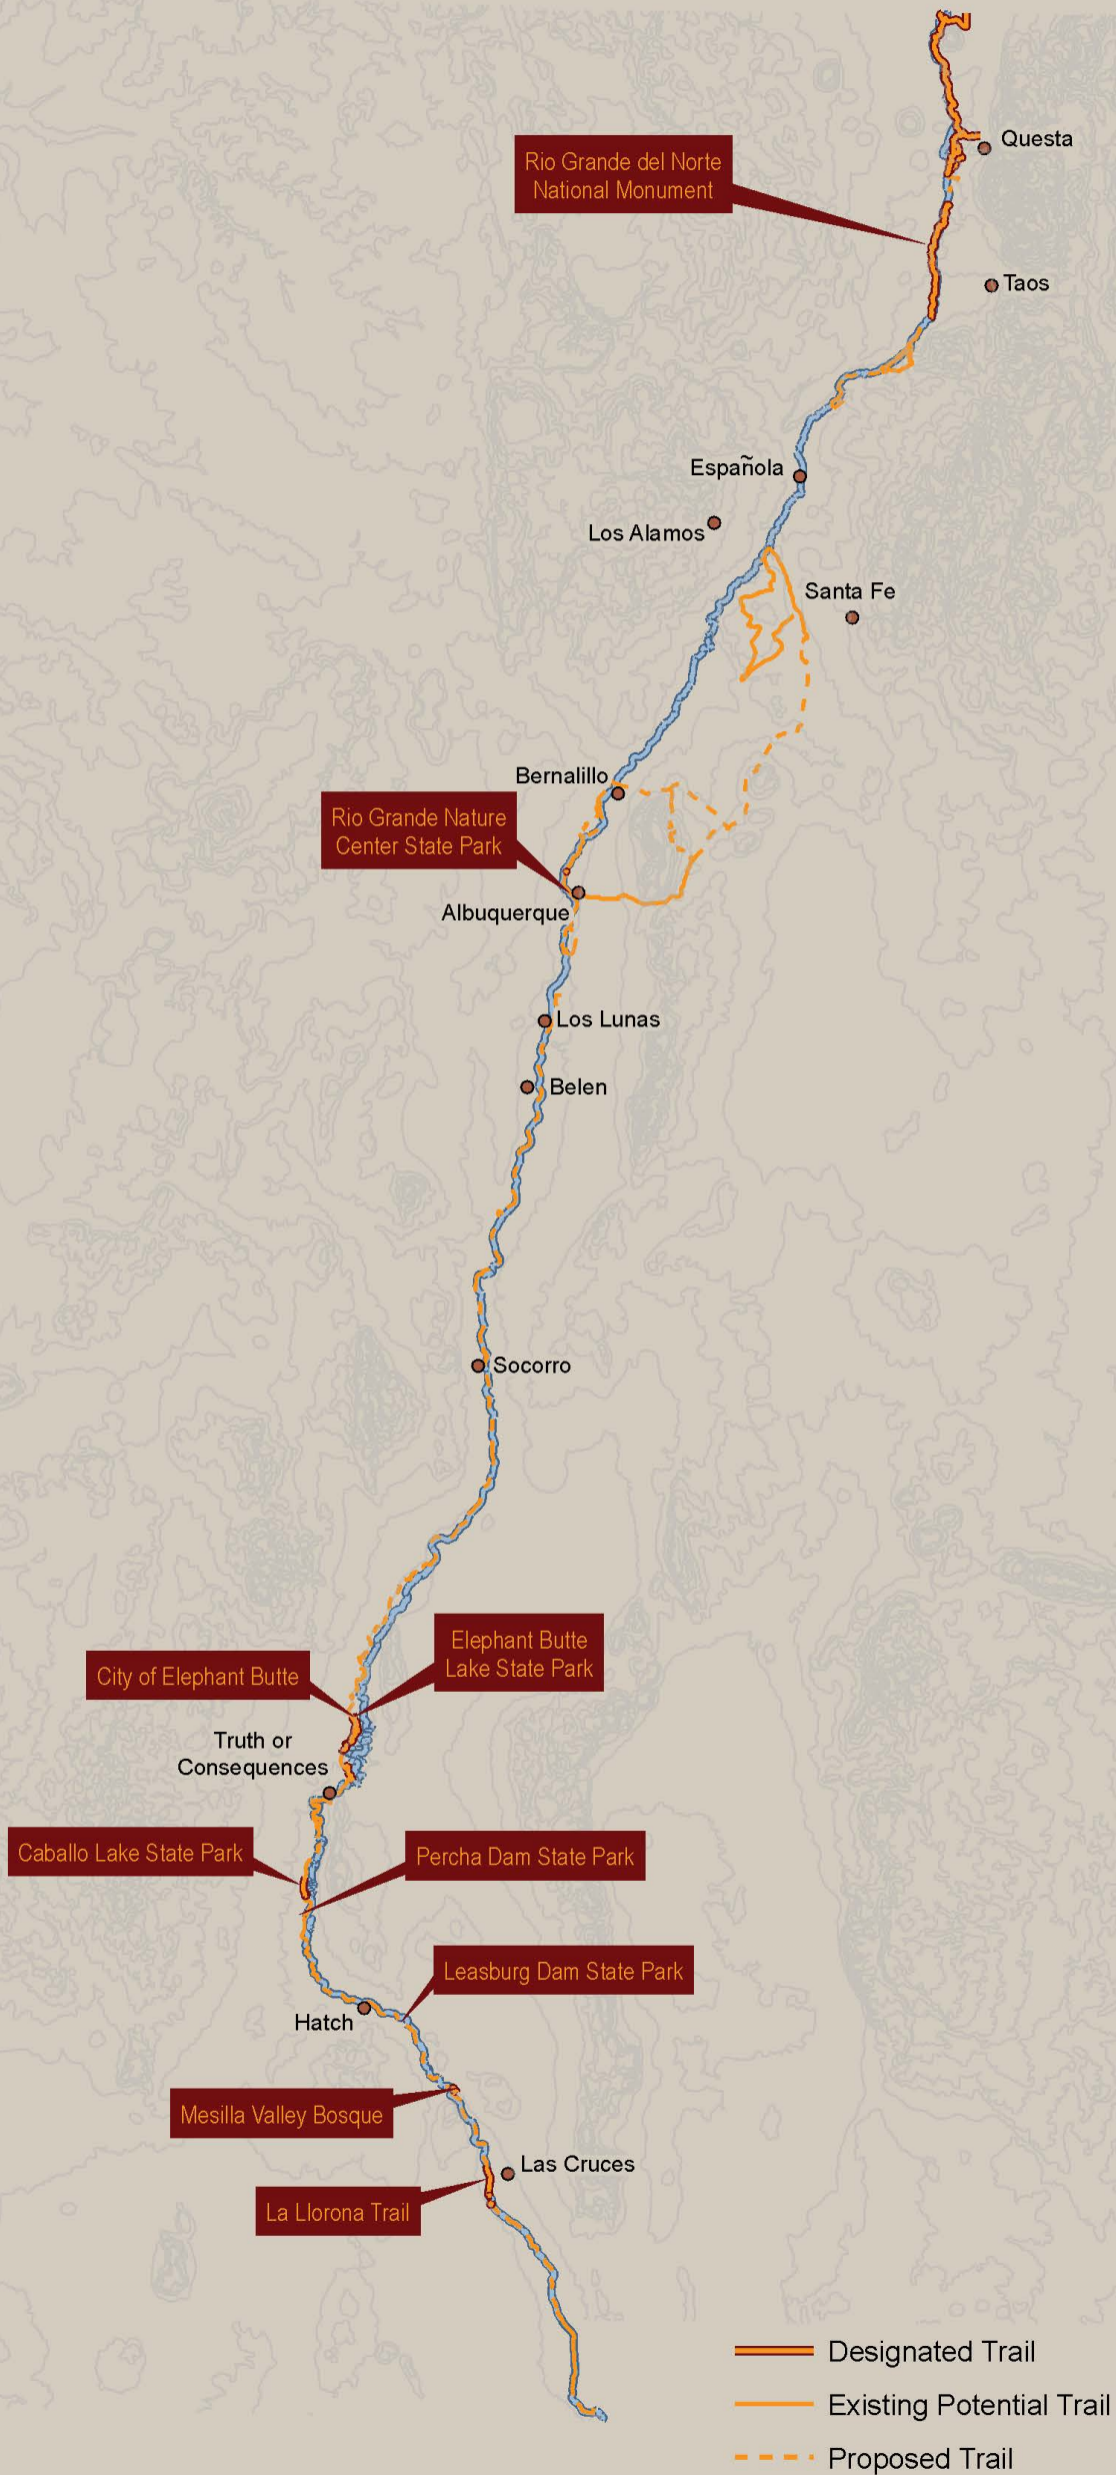 Questa
Rio Grande del Norte
National Monument
Taos
Española
Los Alamos
Santa Fe
Bernalillo
Rio Grande Nature
Center State Park
Albuquerque
Los Lunas
Belen
Socorro
Elephant Butte
Lake State Park
City of Elephant Butte
Truth or
Consequences
Caballo Lake State Park
Percha Dam State Park
Leasburg Dam State Park
Hatch
Mesilla Valley Bosque
Las Cruces
La Llorona Trail
Designated Trail
Existing Potential Trail
Proposed Trail